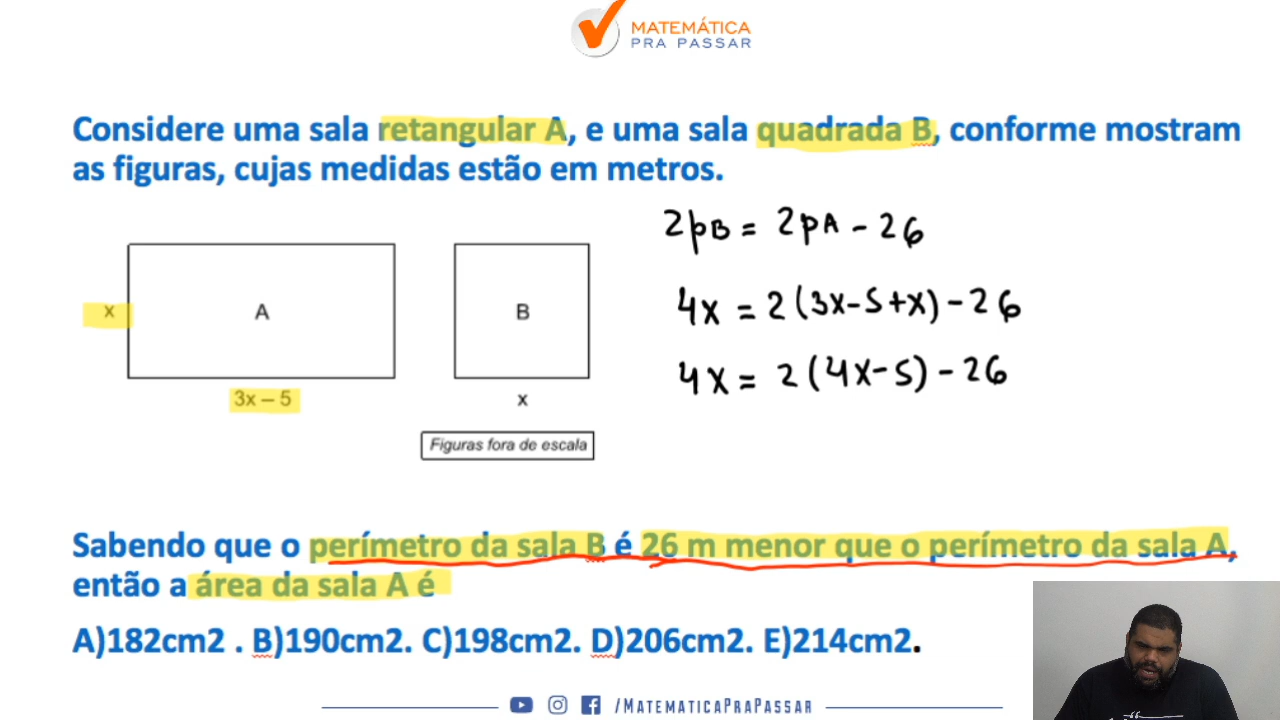 MATEMÁTICA
PRA PASSAR
Considere uma sala retangular A, e uma sala quadrada B, conforme mostram
as figuras, cujas medidas estão em metros.
2pB = 2pA - 26
x
A
B
4x = 2(3x-5+x) - 26
4x = 2(4x-5) - 26
3x – 5
x
Figuras fora de escala
Sabendo que o perímetro da sala B é 26 m menor que o perímetro da sala A,
então a área da sala A é
A)182cm2 . B)190cm2. C)198cm2. D)206cm2. E)214cm2.
/MatematicaPraPassar